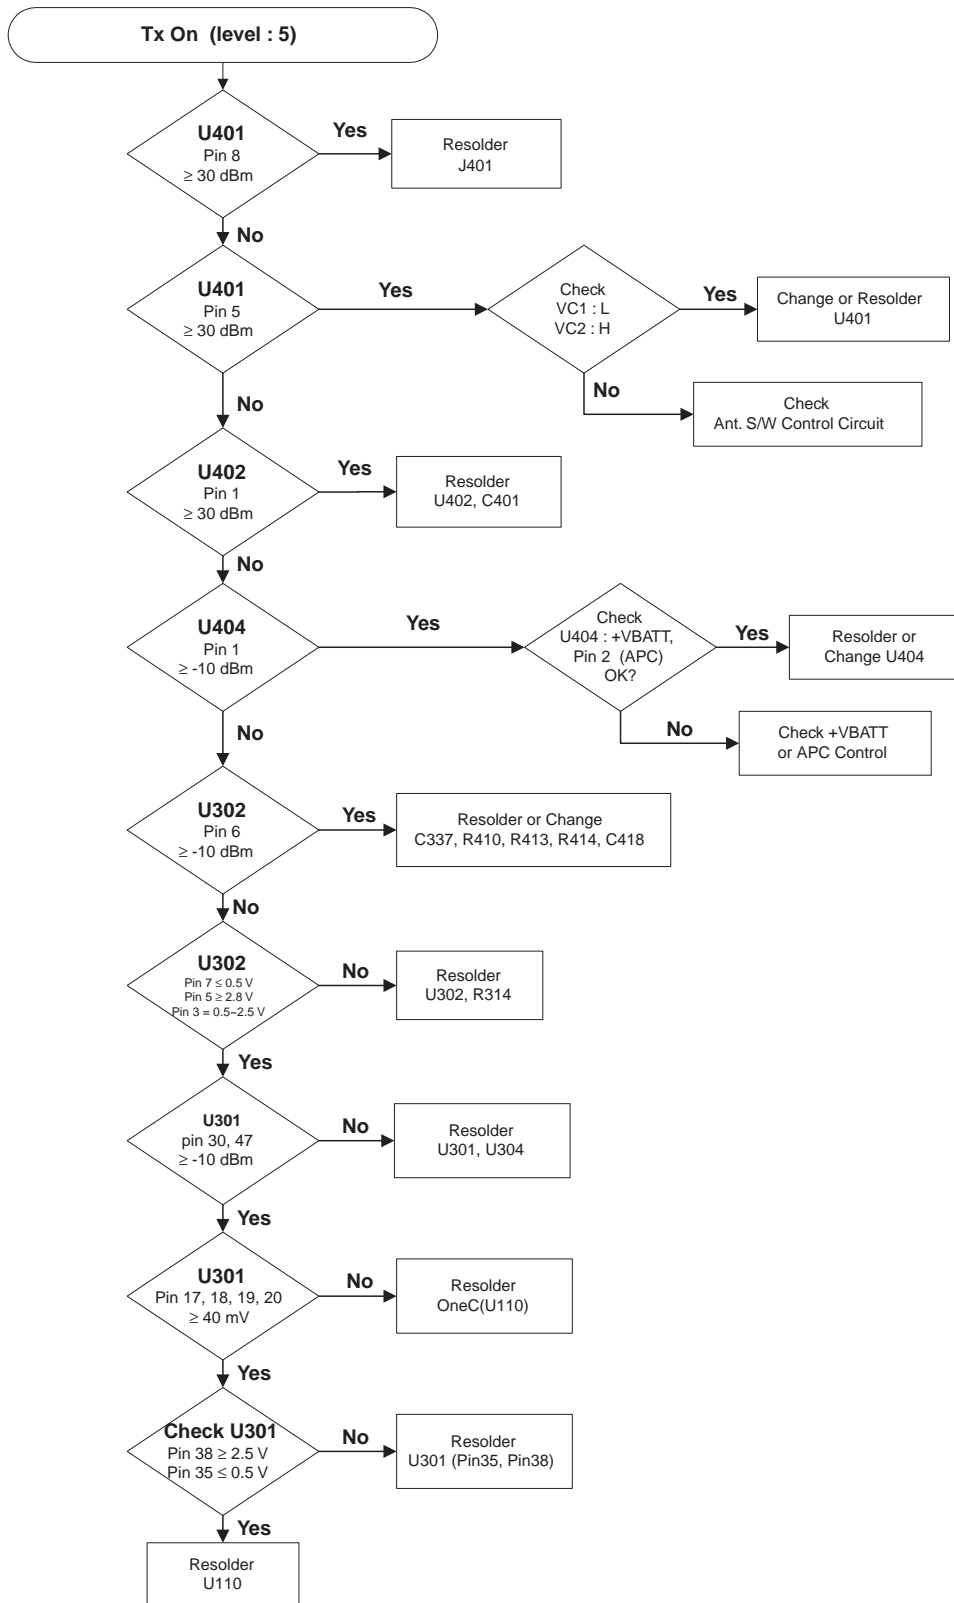 Tx On (level : 5)
U401
Pin 8
≥ 30 dBm
Yes
Resolder
J401
No
U401
Pin 5
≥ 30 dBm
Yes
Check
VC1 : L
VC2 : H
Yes
Change or Resolder
U401
No
Check
Ant. S/W Control Circuit
No
U402
Pin 1
≥ 30 dBm
Yes
Resolder
U402, C401
No
U404
Pin 1
≥ -10 dBm
Yes
Check
U404 : +VBATT,
Pin 2 (APC)
OK?
Yes
Resolder or
Change U404
No
Check +VBATT
or APC Control
No
U302
Pin 6
≥ -10 dBm
Yes
Resolder or Change
C337, R410, R413, R414, C418
No
U302
Pin 7 ≤ 0.5 V
Pin 5 ≥ 2.8 V
Pin 3 = 0.5~2.5 V
No
Resolder
U302, R314
Yes
U301
pin 30, 47
≥ -10 dBm
No
Resolder
U301, U304
Yes
U301
Pin 17, 18, 19, 20
≥ 40 mV
No
Resolder
OneC(U110)
Yes
Check U301
Pin 38 ≥ 2.5 V
Pin 35 ≤ 0.5 V
No
Resolder
U301 (Pin35, Pin38)
Yes
Resolder
U110